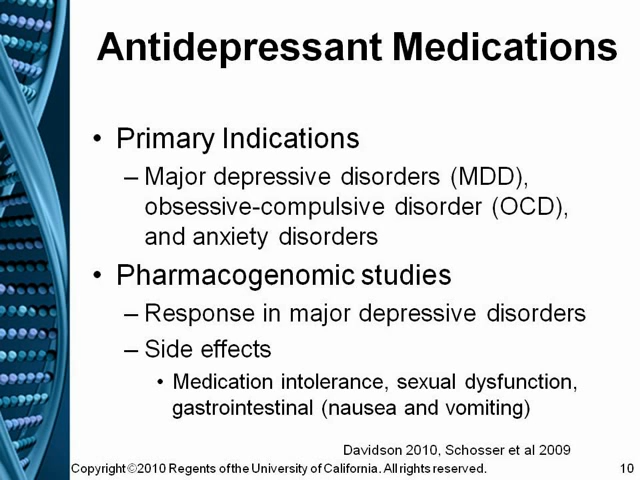 Antidepressant Medications
• Primary Indications
– Major depressive disorders (MDD),
obsessive-compulsive disorder (OCD),
and anxiety disorders
• Pharmacogenomic studies
– Response in major depressive disorders
– Side effects
• Medication intolerance, sexual dysfunction,
gastrointestinal (nausea and vomiting)
Davidson 2010, Schosser et al 2009
Copyright ©2010 Regents of the University of California. All rights reserved. 10